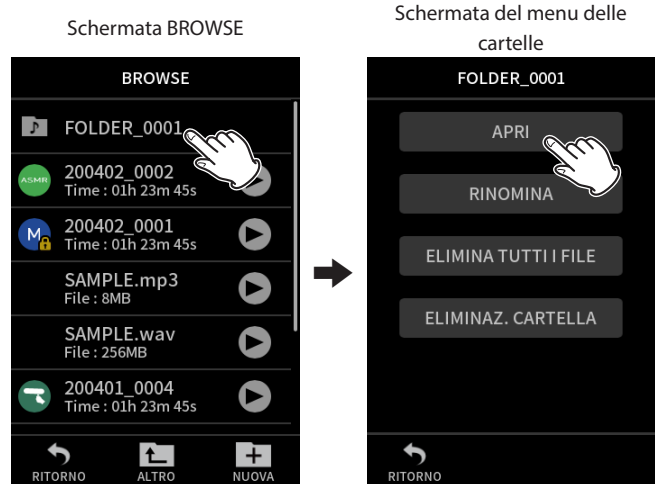 Schermata BROWSE
BROWSE
FOLDER_0001
ASMR
200402_0002
Time : 01h 23m 45s
M
200402_0001
Time : 01h 23m 45s
SAMPLE.mp3
File : 8MB
SAMPLE.wav
File : 256MB
200401_0004
Time : 01h 23m 45s
RITORNO
ALTRO
NUOVA
Schermata del menu delle
cartelle
FOLDER_0001
APRI
RINOMINA
ELIMINA TUTTI I FILE
ELIMINAZ. CARTELLA
RITORNO